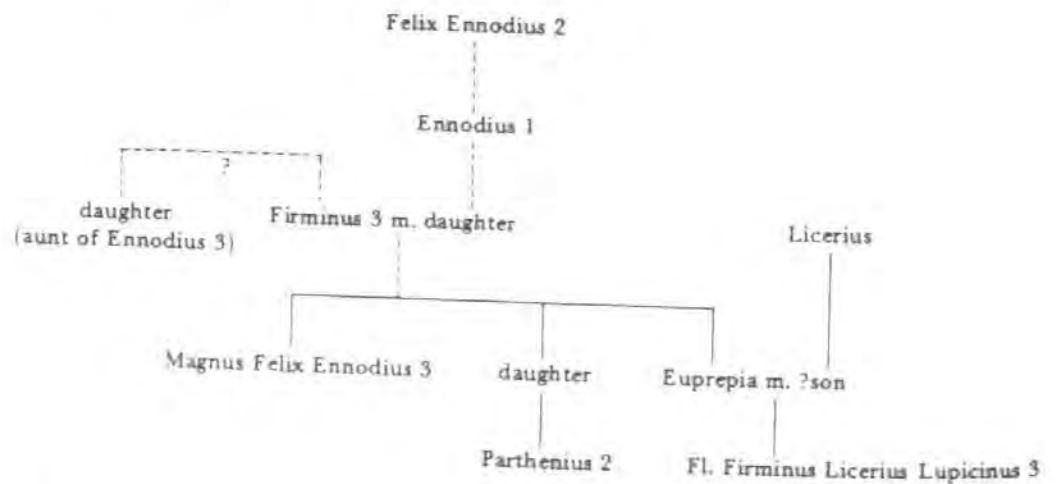 Felix Ennodius 2
Ennodius 1
?
daughter
(aunt of Ennodius 3)
Firminus 3 m. daughter
Licerius
Magnus Felix Ennodius 3
daughter
Euprepia m. ?son
Parthenius 2
Fl. Firminus Licerius Lupicinus 3